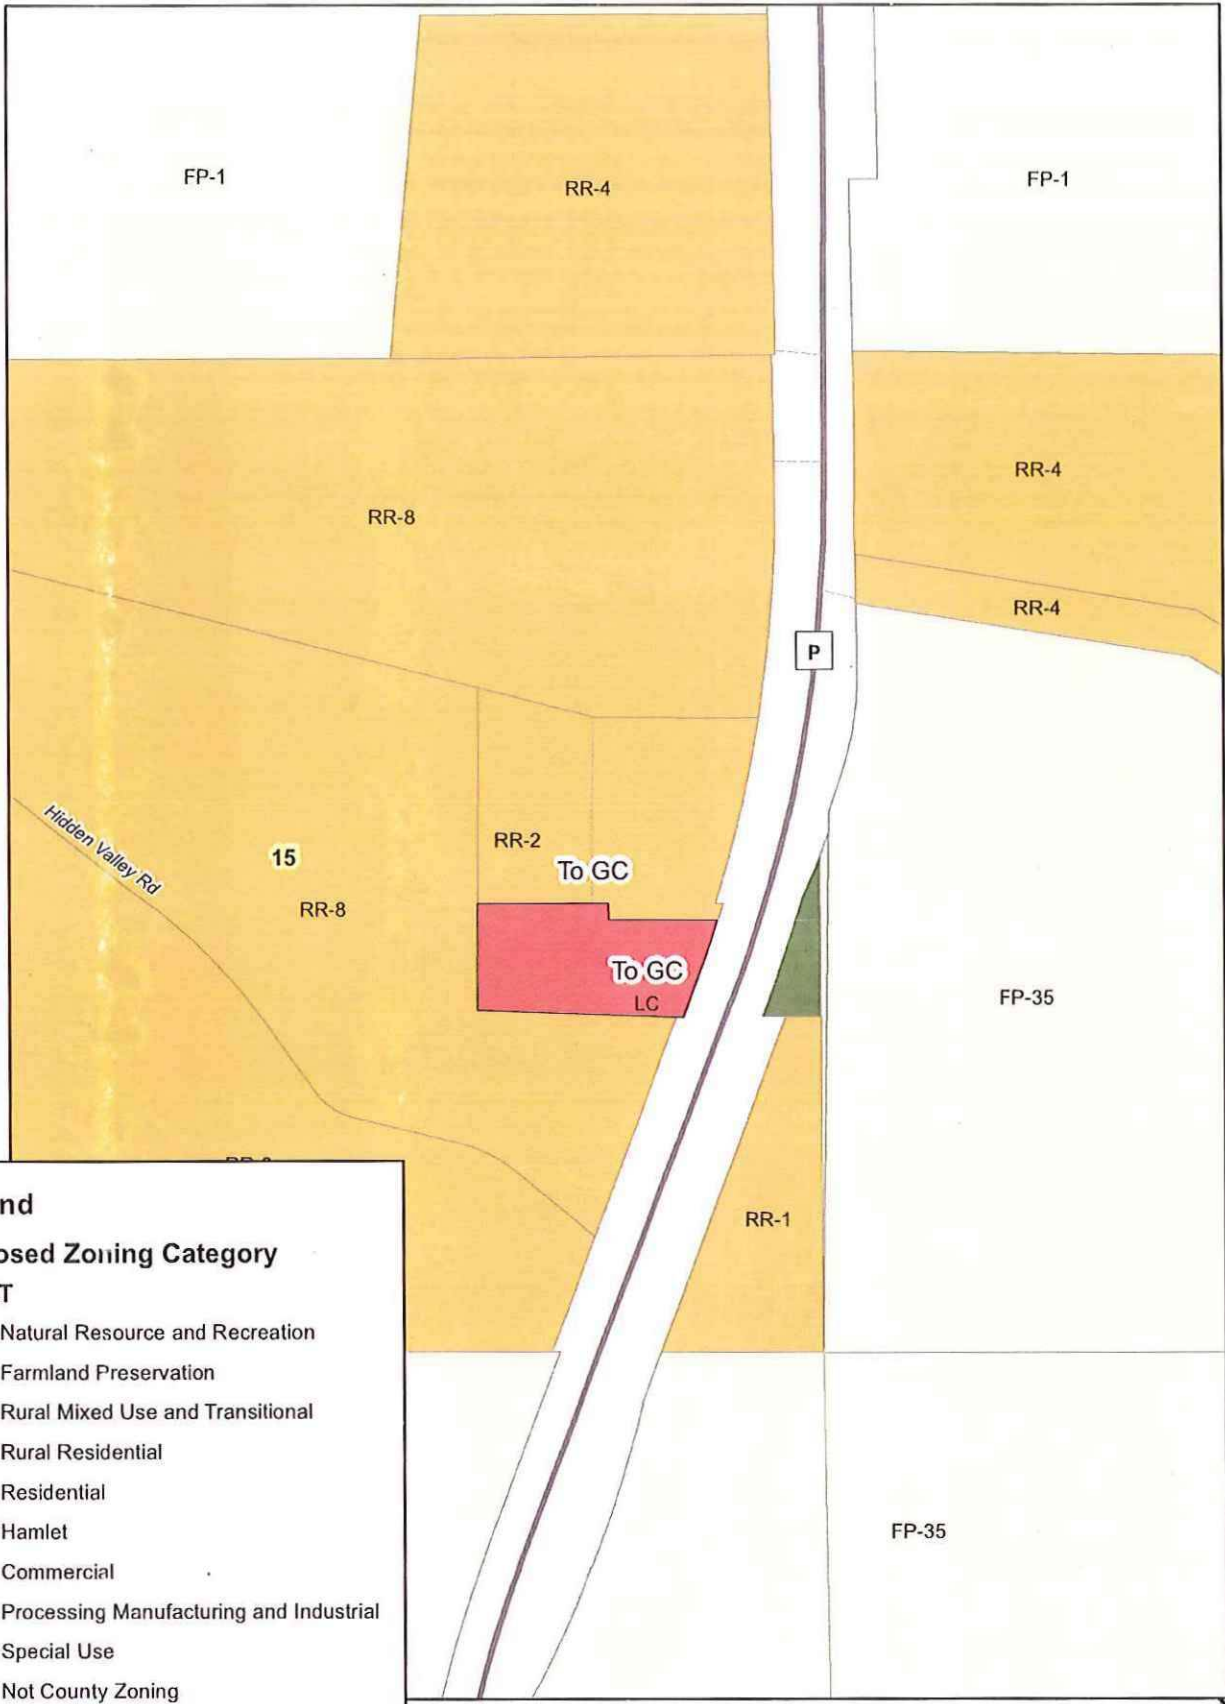 FP-1
RR-4
FP-1
RR-4
RR-8
RR-4
P
RR-2
Hidden Valley Rd
15
To GC
RR-8
To GC
LC
FP-35
RR-1
nd
osed Zoning Category
T
Natural Resource and Recreation
Farmland Preservation
Rural Mixed Use and Transitional
Rural Residential
Residential
Hamlet
Commercial
Processing Manufacturing and Industrial
Special Use
Not County Zoning
FP-35